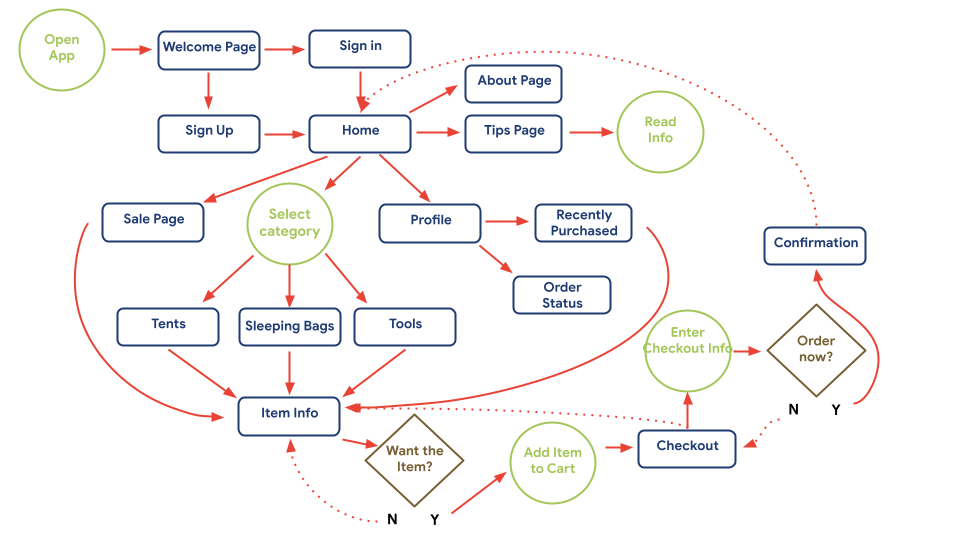 Open
App
Welcome Page
Sign in
About Page
Sign Up
Home
Tips Page
Read
Info
Sale Page
Select
category
Profile
Recently
Purchased
Confirmation
Order
Status
Tents
Sleeping Bags
Tools
Enter
Checkout Info
Order
now?
N
Y
Item Info
Want the
Item?
Add Item
to Cart
Checkout
N
Y